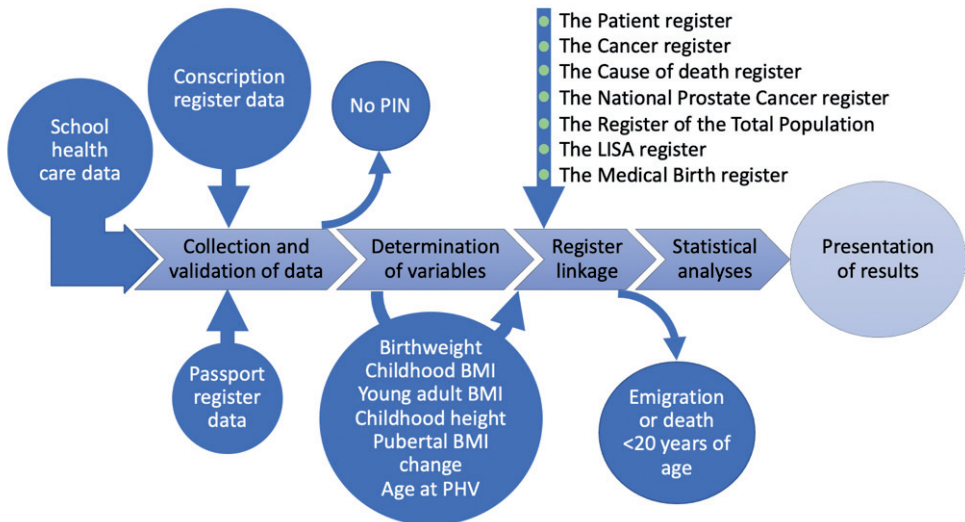 The Patient register
The Cancer register
The Cause of death register
The National Prostate Cancer register
The Register of the Total Population
The LISA register
The Medical Birth register
Conscription
register data
No PIN
School
health
care data
Collection and
validation of data
Determination
of variables
Register
linkage
Statistical
analyses
Presentation
of results
Passport
register
data
Birthweight
Childhood BMI
Young adult BMI
Childhood height
Pubertal BMI
change
Age at PHV
Emigration
or death
<20 years of
age